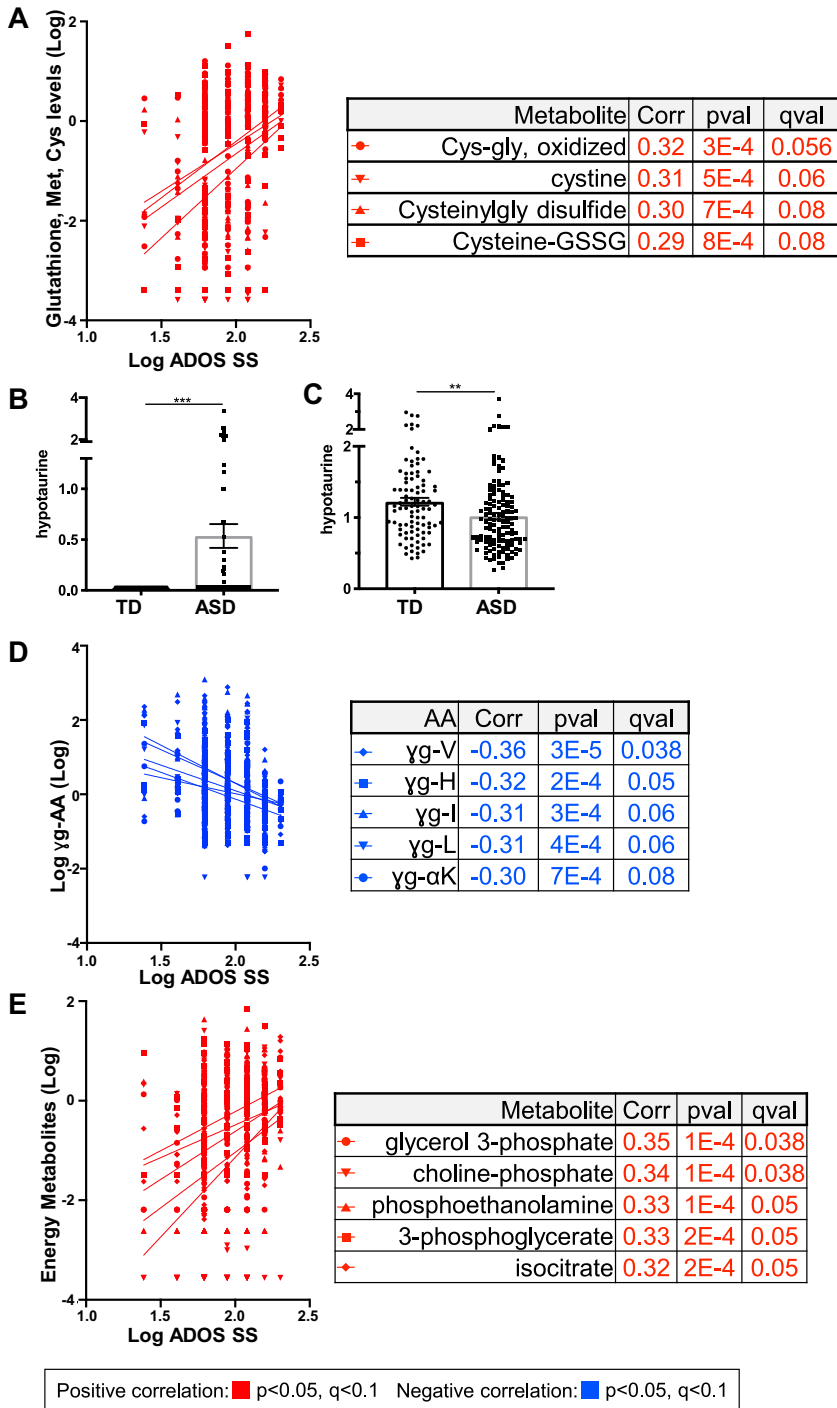 A
Glutathione, Met, Cys levels (Log)
2
0
-2
-4
1.0 1.5 2.0 2.5
Log ADOS SS
Metabolite Corr pval qval
Cys-gly, oxidized 0.32 3E-4 0.056
cystine 0.31 5E-4 0.06
Cysteinylgly disulfide 0.30 7E-4 0.08
Cysteine-GSSG 0.29 8E-4 0.08
B
hypotaurine
***
4
2
1.0
0.5
0.0
TD ASD
C
hypotaurine
**
4
2
2
1
0
TD ASD
D
Log ɣg-AA (Log)
4
2
0
-2
-4
1.0 1.5 2.0 2.5
Log ADOS SS
AA Corr pval qval
ɣg-V -0.36 3E-5 0.038
ɣg-H -0.32 2E-4 0.05
ɣg-I -0.31 3E-4 0.06
ɣg-L -0.31 4E-4 0.06
ɣg-αK -0.30 7E-4 0.08
E
Energy Metabolites (Log)
2
0
-2
-4
1.0 1.5 2.0 2.5
Log ADOS SS
Metabolite Corr pval qval
glycerol 3-phosphate 0.35 1E-4 0.038
choline-phosphate 0.34 1E-4 0.038
phosphoethanolamine 0.33 1E-4 0.05
3-phosphoglycerate 0.33 2E-4 0.05
isocitrate 0.32 2E-4 0.05
Positive correlation: p<0.05, q<0.1 Negative correlation: p<0.05, q<0.1